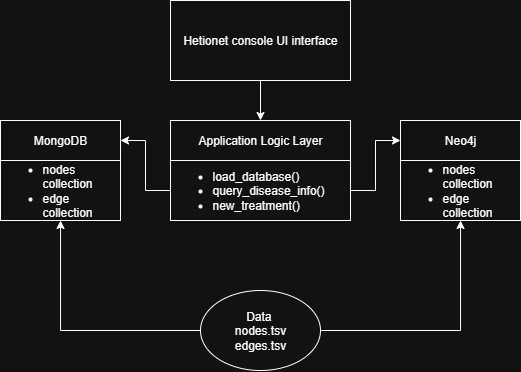 Hetionet console UI interface
MongoDB
• nodes
collection
• edge
collection
Application Logic Layer
• load_database()
• query_disease_info()
• new_treatment()
Neo4j
• nodes
collection
• edge
collection
Data
nodes.tsv
edges.tsv